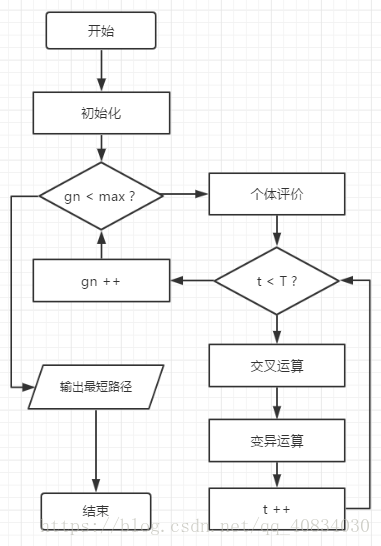 开始
初始化
gn < max ?
个体评价
gn ++
t < T ?
交叉运算
输出最短路径
变异运算
结束
t ++
https://blog.csdn.net/qq_40834030